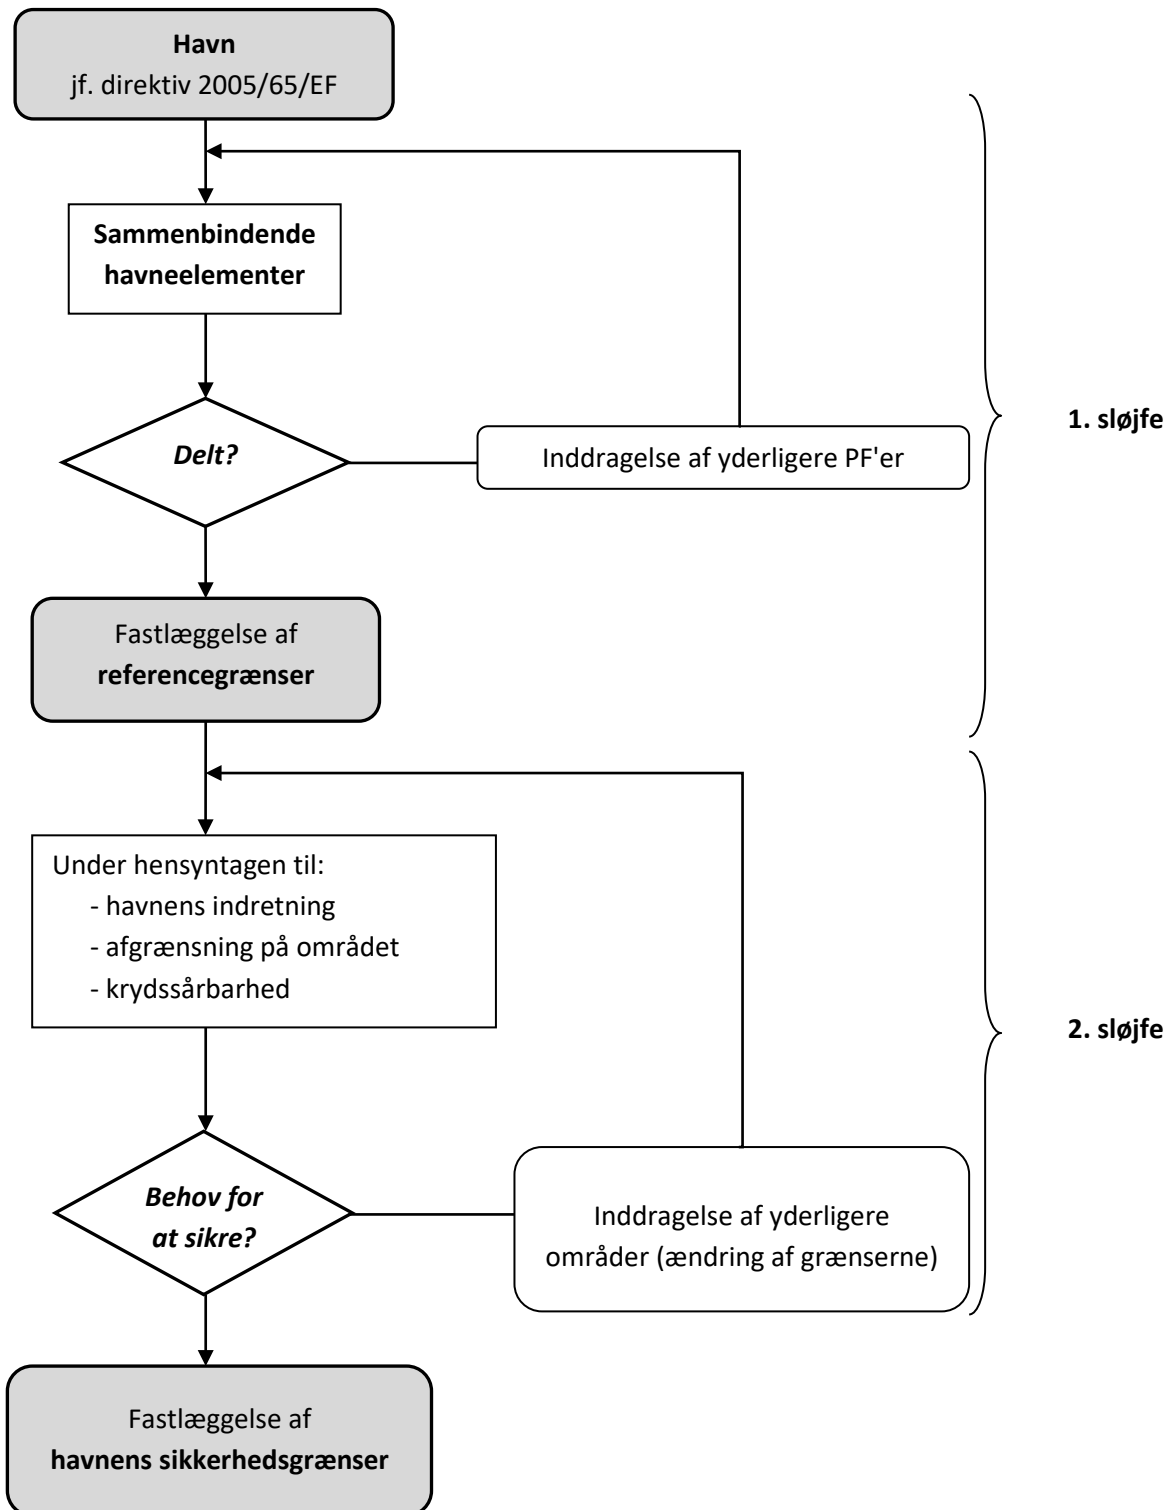 Havn
jf. direktiv 2005/65/EF
Sammenbindende
havneelementer
Delt?
Inddragelse af yderligere PF'er
1. sløjfe
Fastlæggelse af
referencegrænser
Under hensyntagen til:
- havnens indretning
- afgrænsning på området
- krydssårbarhed
2. sløjfe
Behov for
at sikre?
Inddragelse af yderligere
områder (ændring af grænserne)
Fastlæggelse af
havnens sikkerhedsgrænser